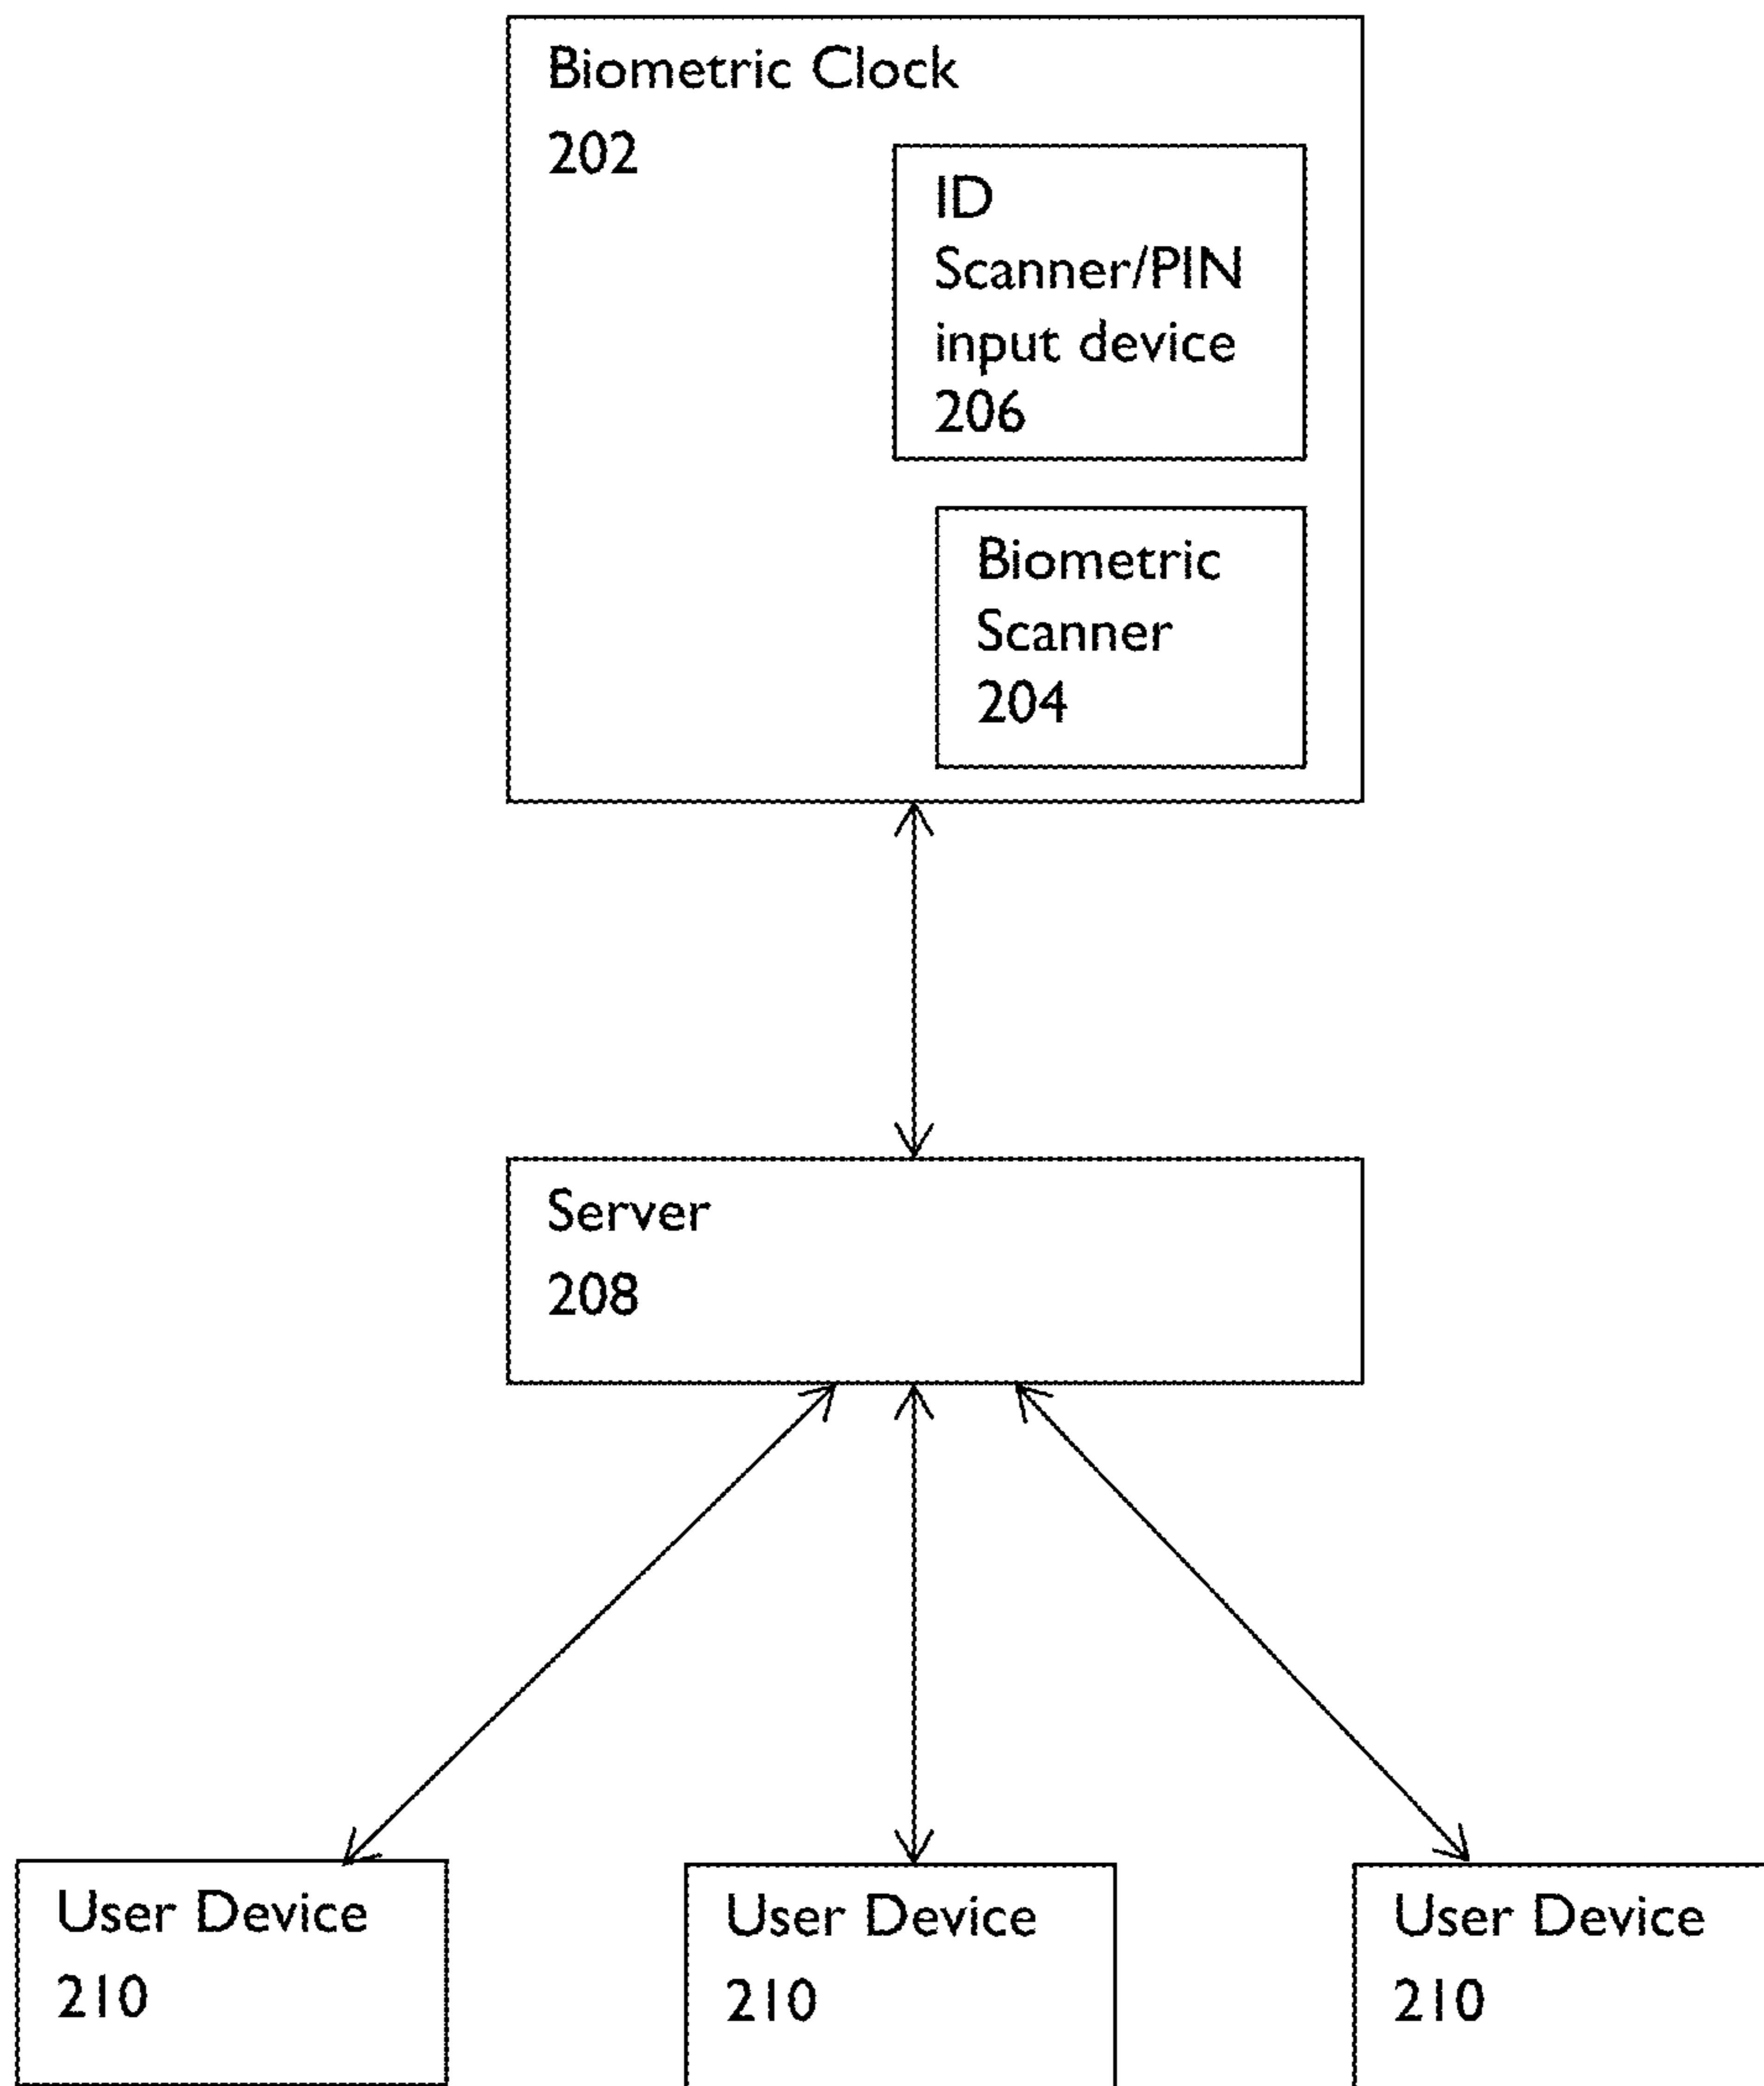 Biometric Clock
202
ID
Scanner/PIN
input device
206
Biometric
Scanner
204
Server
208
User Device
210
User Device
210
User Device
210